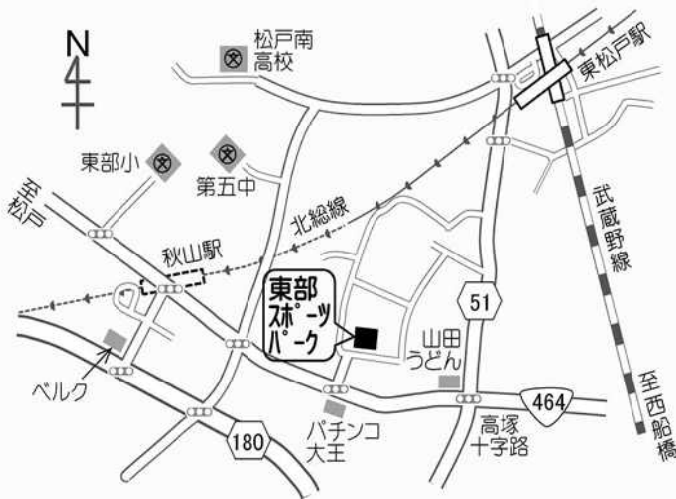 N
松戸南
高校
東松戸駅
東部小
第五中
至松戸
秋山駅
北総線
武蔵野線
東部
スポーツ
パーク
51
山田
うどん
ベルク
180
パチンコ
大王
高塚
十字路
464
至西船橋